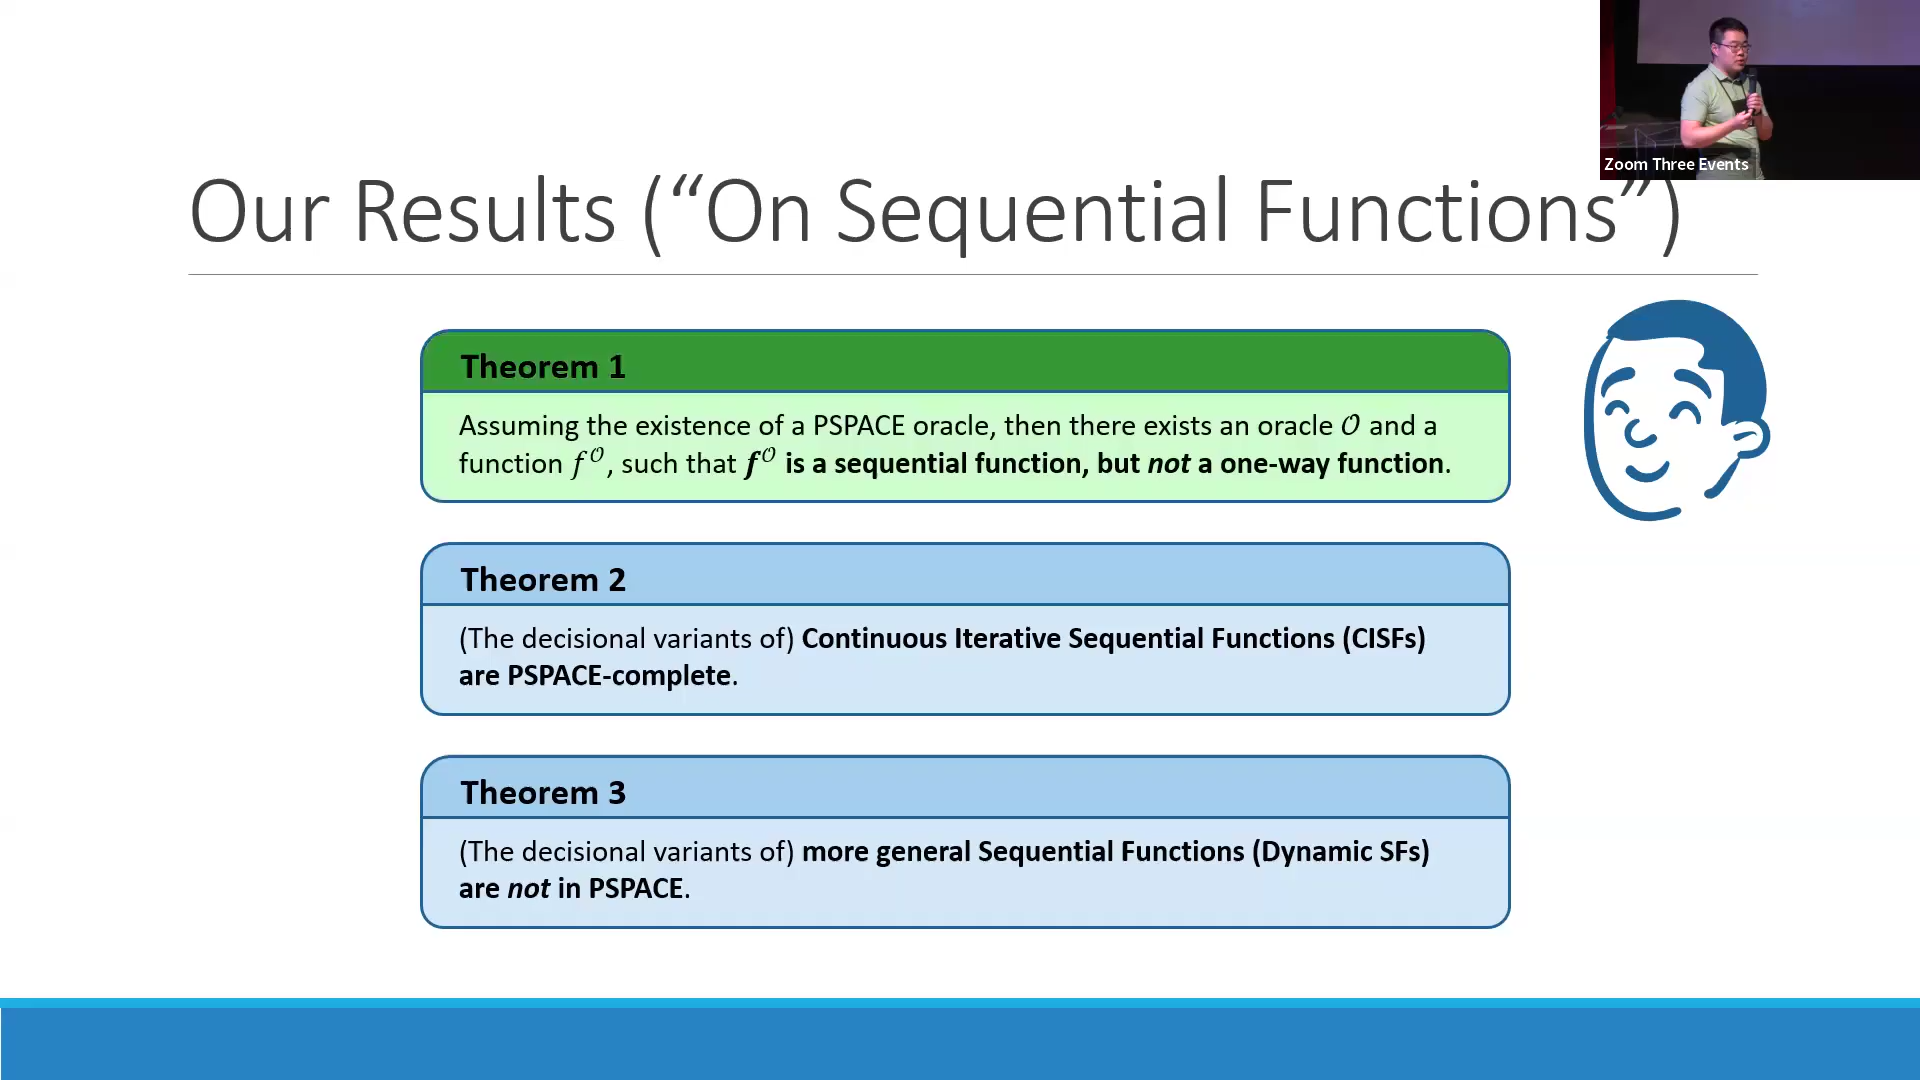 Zoom Three Events
Our Results (“On Sequential Functions”)
Theorem 1
Assuming the existence of a PSPACE oracle, then there exists an oracle 𝒪 and a
function f^𝒪, such that f^𝒪 is a sequential function, but not a one-way function.
Theorem 2
(The decisional variants of) Continuous Iterative Sequential Functions (CISFs)
are PSPACE-complete.
Theorem 3
(The decisional variants of) more general Sequential Functions (Dynamic SFs)
are not in PSPACE.